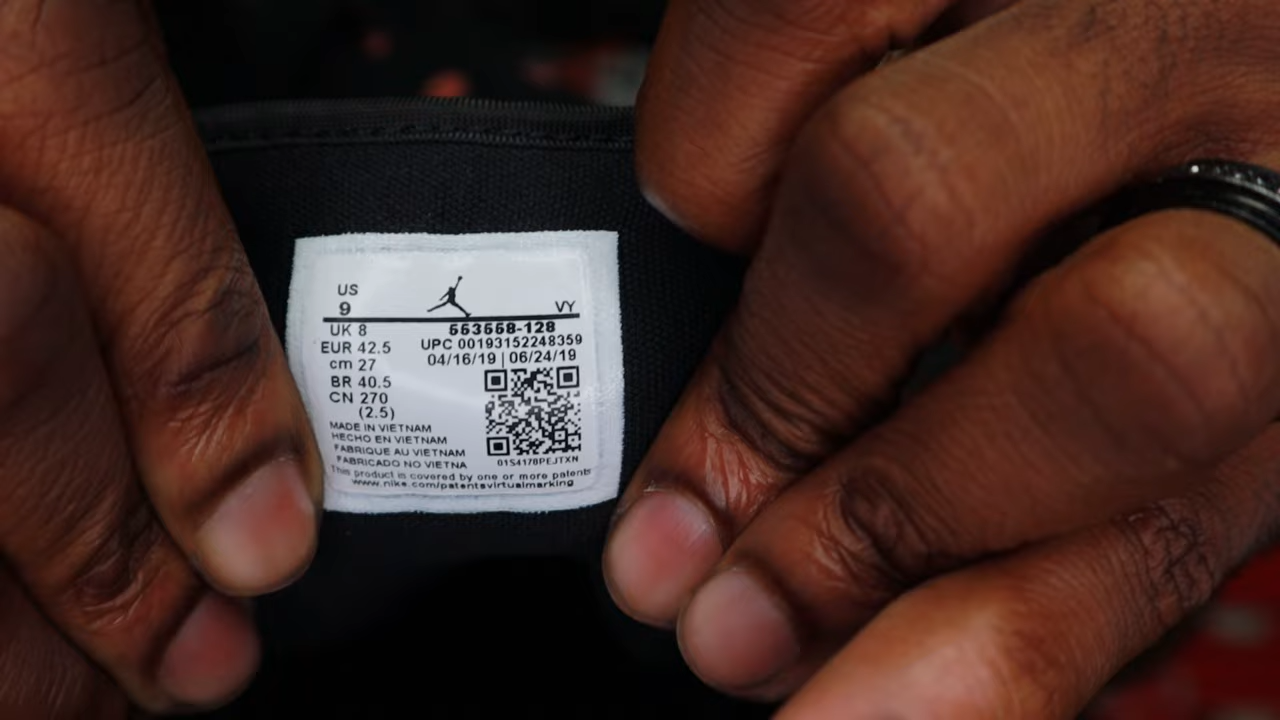 US
9
VY
UK 8
553558-128
EUR 42.5
UPC 00193152248359
cm 27
04/16/19 | 06/24/19
BR 40.5
CN 270
(2.5)
MADE IN VIETNAM
HECHO EN VIETNAM
FABRIQUE AU VIETNAM
FABRICADO NO VIETNA
01S4178PEJTXN
This product is covered by one or more patents
www.nike.com/patentsvirtualmarking